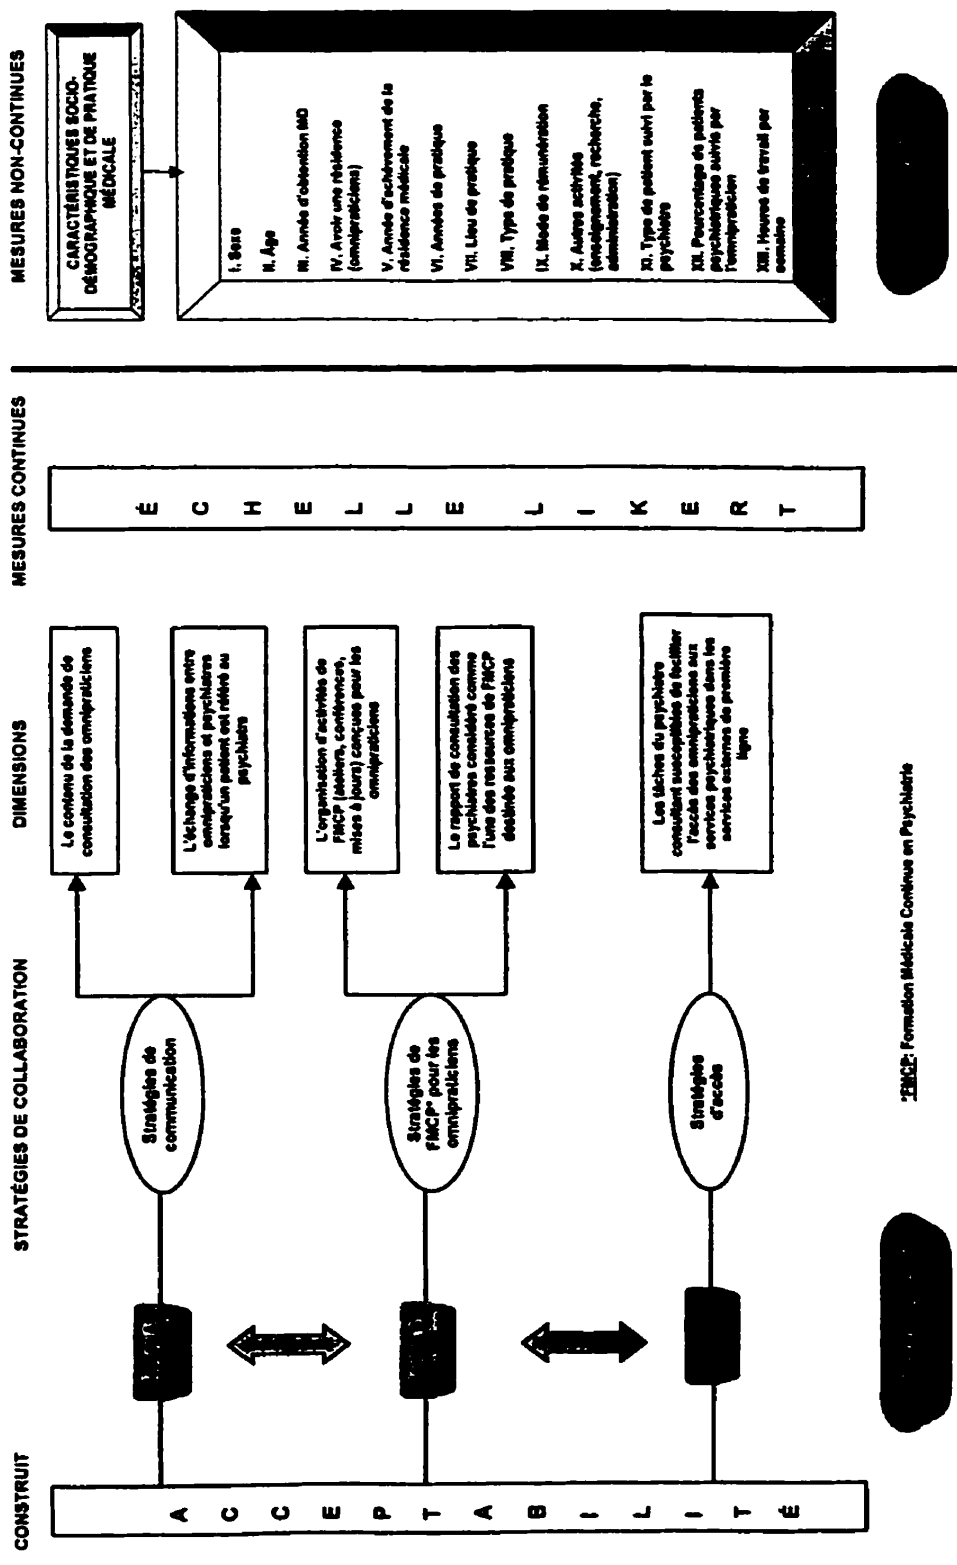 CONSTRUIT
STRATÉGIES DE COLLABORATION
DIMENSIONS
MESURES CONTINUES
MESURES NON-CONTINUES
ACCEPTABILITÉ
Stratégies de
communication
Stratégies de
FMCP* pour les
omnipraticiens
Stratégies
d'accès
Le contenu de la demande de
consultation des omnipraticiens
L'échange d'informations entre
omnipraticiens et psychiatres
lorsqu'un patient est référé au
psychiatre
L'organisation d'activités de
FMCP (ateliers, conférences,
mises à jours) conçues pour les
omnipraticiens
Le rapport de consultation des
psychiatres considéré comme
l'une des ressources de FMCP
destinée aux omnipraticiens
Les tâches du psychiatre
consultant susceptibles de faciliter
l'accès des omnipraticiens aux
services psychiatriques dans les
services externes de première
ligne
ÉCHELLE LIKERT
CARACTÉRISTIQUES SOCIO-
DÉMOGRAPHIQUE ET DE PRATIQUE
MÉDICALE
I. Sexe
II. Âge
III. Année d'obtention MD
IV. Avoir une résidence
(omnipraticiens)
V. Année d'achèvement de la
résidence médicale
VI. Années de pratique
VII. Lieu de pratique
VIII. Type de pratique
IX. Mode de rémunération
X. Autres activités
(enseignement, recherche,
administration)
XI. Type de patient suivi par le
psychiatre
XII. Pourcentage de patients
psychiatriques suivis par
l'omnipraticien
XIII. Heures de travail par
semaine
*FMCP: Formation Médicale Continue en Psychiatrie